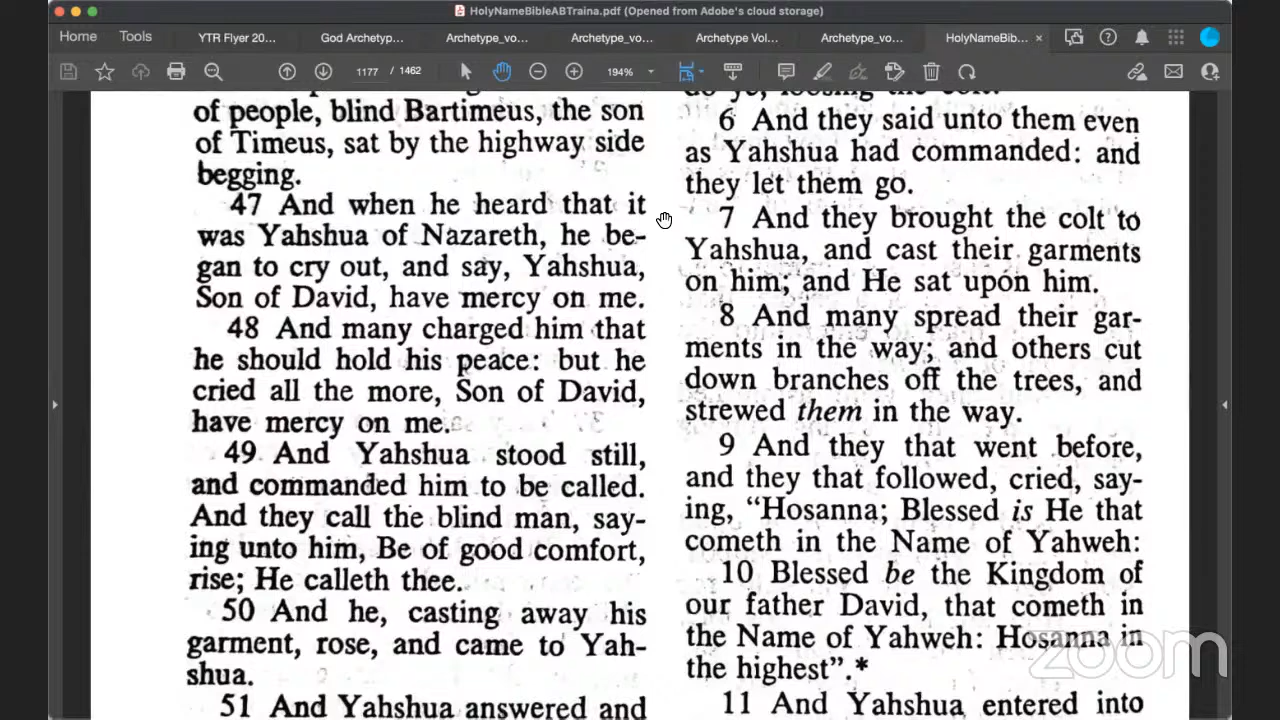 HolyNameBibleABTraina.pdf (Opened from Adobe's cloud storage)
Home Tools YTR Flyer 20... God Archetyp... Archetype_vo... Archetype_vo... Archetype Vol... Archetype_vo... HolyNameBib... ×
1177 / 1462 194%
of people, blind Bartimeus, the son
of Timeus, sat by the highway side
begging.
47 And when he heard that it
was Yahshua of Nazareth, he be-
gan to cry out, and say, Yahshua,
Son of David, have mercy on me.
48 And many charged him that
he should hold his peace: but he
cried all the more, Son of David,
have mercy on me.
49 And Yahshua stood still,
and commanded him to be called.
And they call the blind man, say-
ing unto him, Be of good comfort,
rise; He calleth thee.
50 And he, casting away his
garment, rose, and came to Yah-
shua.
51 And Yahshua answered and
do ye, loosing the colt.
6 And they said unto them even
as Yahshua had commanded: and
they let them go.
7 And they brought the colt to
Yahshua, and cast their garments
on him; and He sat upon him.
8 And many spread their gar-
ments in the way; and others cut
down branches off the trees, and
strewed them in the way.
9 And they that went before,
and they that followed, cried, say-
ing, “Hosanna; Blessed is He that
cometh in the Name of Yahweh:
10 Blessed be the Kingdom of
our father David, that cometh in
the Name of Yahweh: Hosanna in
the highest”.*
11 And Yahshua entered into
zoom